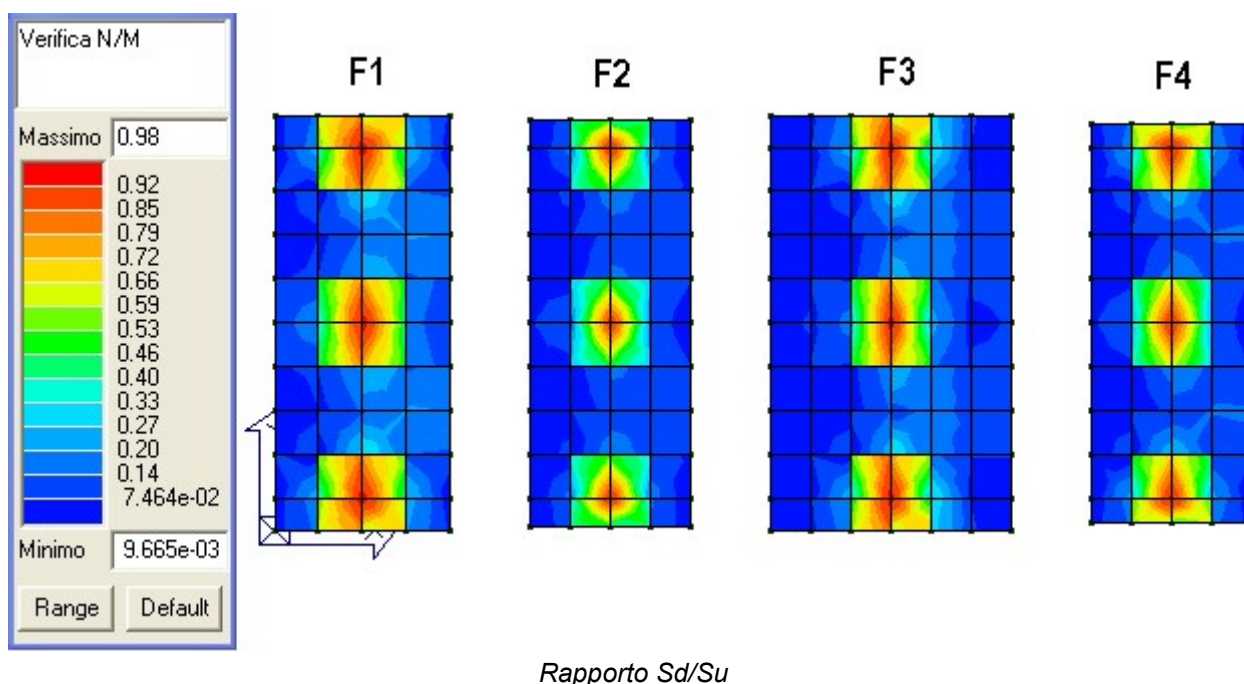 Verifica N/M
F1
F2
F3
F4
Massimo 0.98
0.92
0.85
0.79
0.72
0.66
0.59
0.53
0.46
0.40
0.33
0.27
0.20
0.14
7.464e-02
Minimo 9.665e-03
Range Default
Rapporto Sd/Su